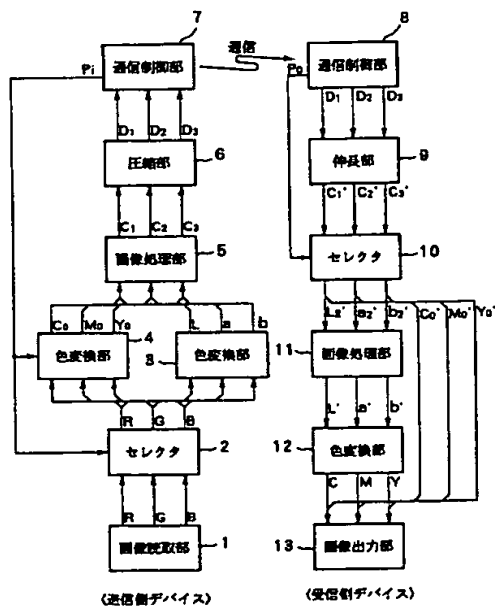 7
8
通信
Pi
通信制御部
Po
通信制御部
D1 D2 D3
D1 D2 D3
6
圧縮部
9
伸長部
C1 C2 C3
C1' C2' C3'
5
画像処理部
10
セレクタ
Co Mo Yo L a b
L2' a2' b2' Co' Mo' Yo'
4
色変換部
3
色変換部
11
画像処理部
R G B
L' a' b'
2
セレクタ
12
色変換部
R G B
C M Y
1
画像読取部
13
画像出力部
〈送信側デバイス〉
〈受信側デバイス〉